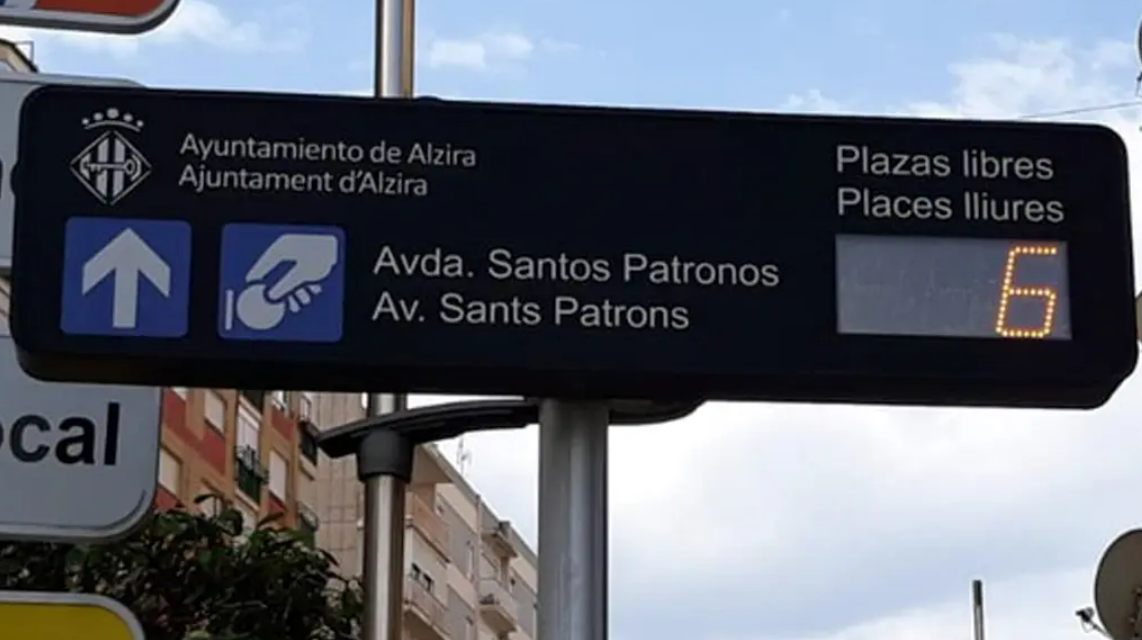 Ayuntamiento de Alzira
Ajuntament d'Alzira
Plazas libres
Places lliures
Avda. Santos Patronos
Av. Sants Patrons
6
ocal